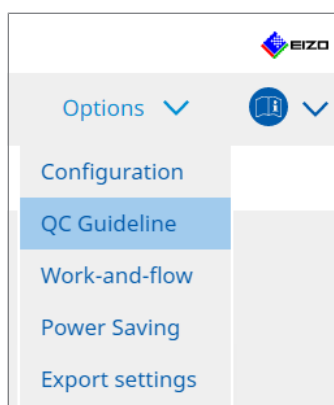 EIZO
Options
Configuration
QC Guideline
Work-and-flow
Power Saving
Export settings